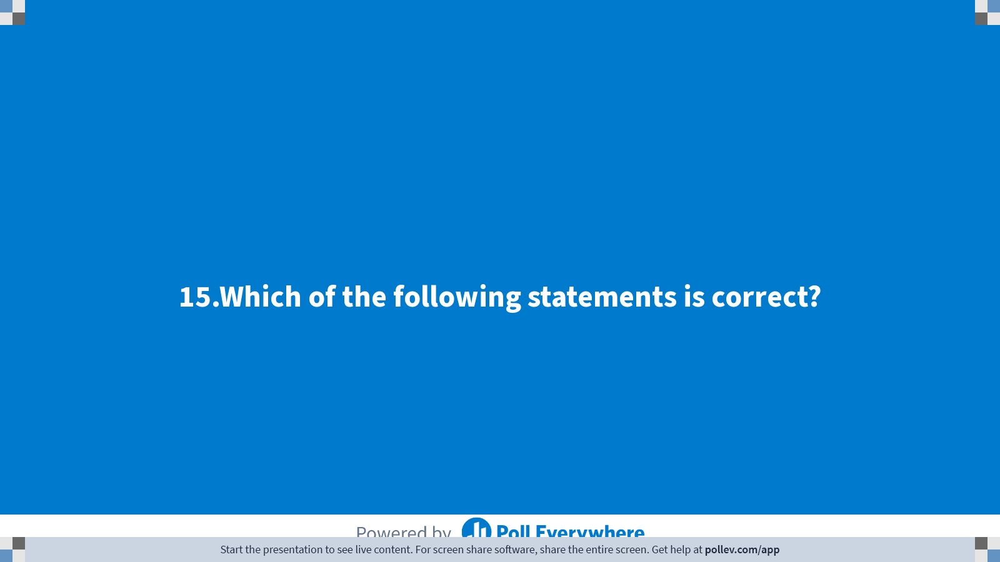 15.Which of the following statements is correct?
Powered by Poll Everywhere
Start the presentation to see live content. For screen share software, share the entire screen. Get help at pollev.com/app